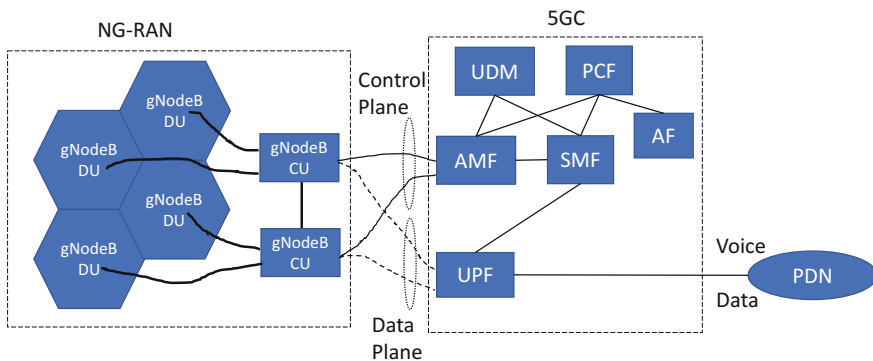 NG-RAN
5GC
gNodeB
DU
gNodeB
DU
gNodeB
DU
gNodeB
DU
gNodeB
CU
gNodeB
CU
Control
Plane
Data
Plane
UDM
PCF
AF
AMF
SMF
UPF
Voice
Data
PDN